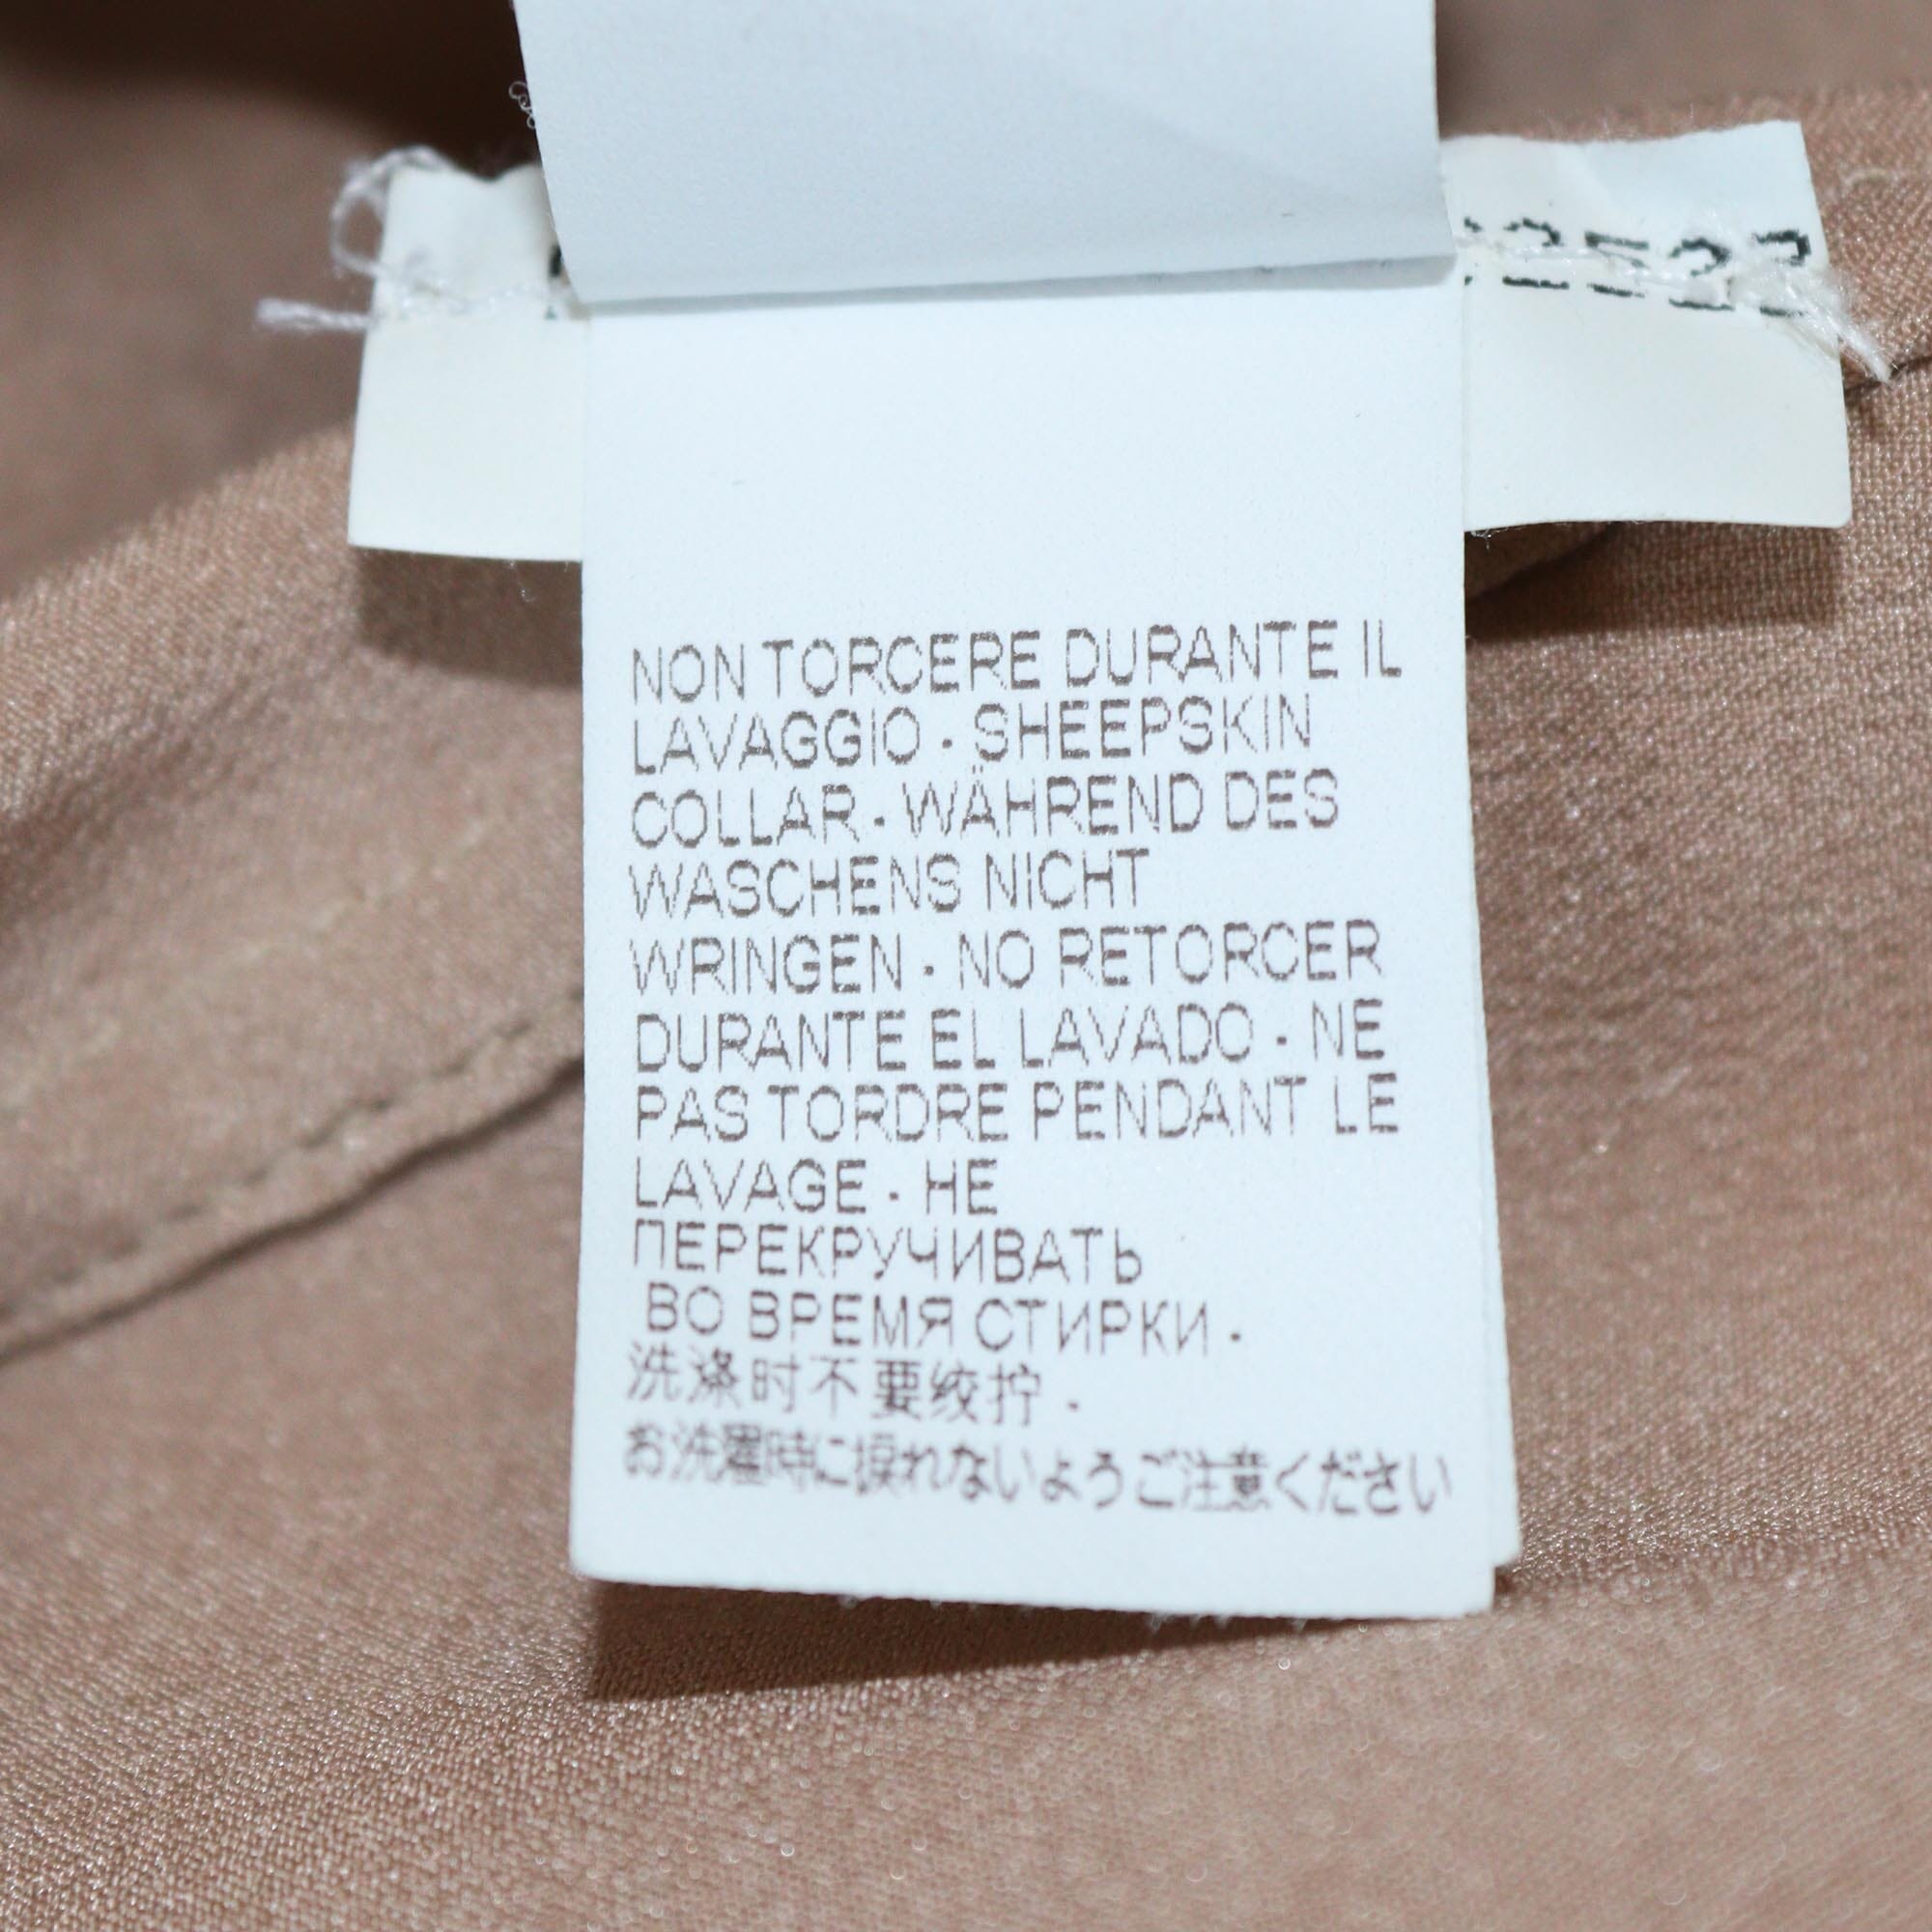 NON TORCERE DURANTE IL
LAVAGGIO - SHEEPSKIN
COLLAR - WÄHREND DES
WASCHENS NICHT
WRINGEN - NO RETORCER
DURANTE EL LAVADO - NE
PAS TORDRE PENDANT LE
LAVAGE - НЕ
ПЕРЕКРУЧИВАТЬ
ВО ВРЕМЯ СТИРКИ -
洗涤时不要绞拧 .
お洗濯時に捩れないようご注意ください